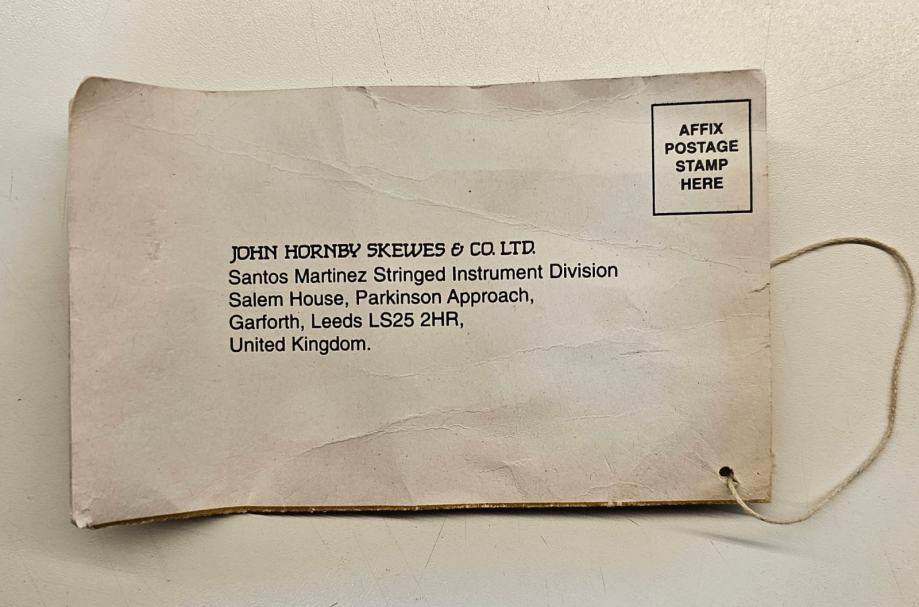 AFFIX
POSTAGE
STAMP
HERE
JOHN HORNBY SKEWES & CO. LTD.
Santos Martinez Stringed Instrument Division
Salem House, Parkinson Approach,
Garforth, Leeds LS25 2HR,
United Kingdom.